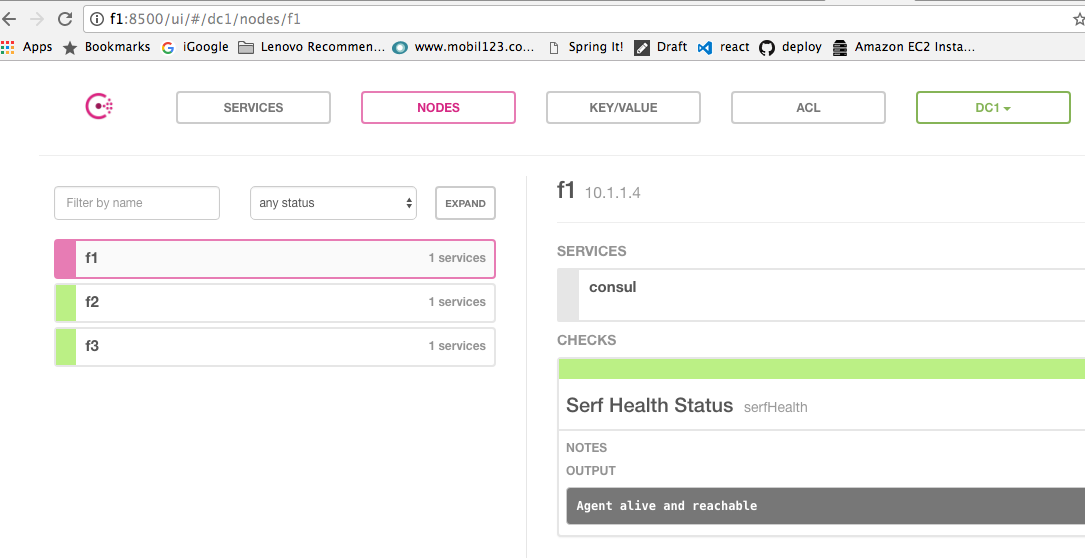 f1:8500/ui/#/dc1/nodes/f1
Apps Bookmarks iGoogle Lenovo Recommen... www.mobil123.co... Spring It! Draft react deploy Amazon EC2 Insta...
SERVICES NODES KEY/VALUE ACL DC1
Filter by name any status EXPAND
f1 1 services
f2 1 services
f3 1 services
f1 10.1.1.4
SERVICES
consul
CHECKS
Serf Health Status serfHealth
NOTES
OUTPUT
Agent alive and reachable